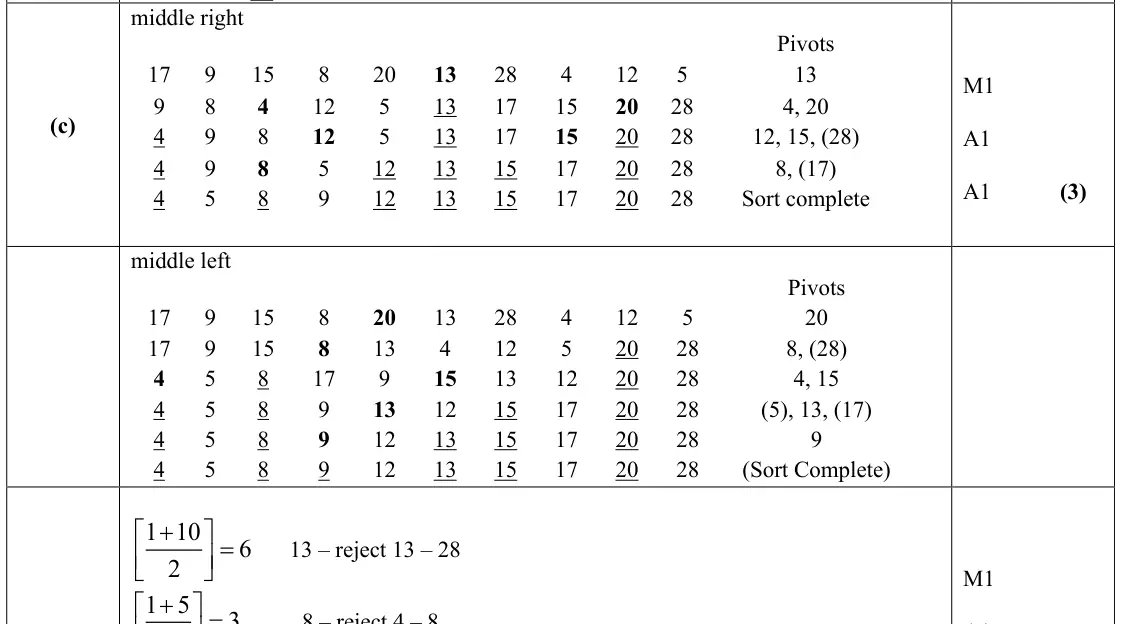 middle right
Pivots
17 9 15 8 20 13 28 4 12 5 13
9 8 4 12 5 13 17 15 20 28 4, 20
4 9 8 12 5 13 17 15 20 28 12, 15, (28)
4 9 8 5 12 13 15 17 20 28 8, (17)
4 5 8 9 12 13 15 17 20 28 Sort complete
(c)
M1
A1
A1 (3)
middle left
Pivots
17 9 15 8 20 13 28 4 12 5 20
17 9 15 8 13 4 12 5 20 28 8, (28)
4 5 8 17 9 15 13 12 20 28 4, 15
4 5 8 9 13 12 15 17 20 28 (5), 13, (17)
4 5 8 9 12 13 15 17 20 28 9
4 5 8 9 12 13 15 17 20 28 (Sort Complete)
[1+10 / 2] = 6 13 – reject 13 – 28
[1+5 = 3 8 – reject 4 – 8
M1